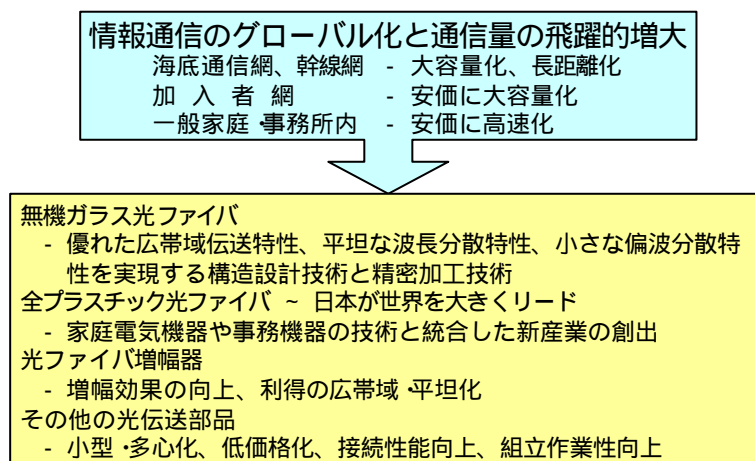 情報通信のグローバル化と通信量の飛躍的増大
海底通信網、幹線網 - 大容量化、長距離化
加 入 者 網 - 安価に大容量化
一般家庭・事務所内 - 安価に高速化
無機ガラス光ファイバ
- 優れた広帯域伝送特性、平坦な波長分散特性、小さな偏波分散特
性を実現する構造設計技術と精密加工技術
全プラスチック光ファイバ ~ 日本が世界を大きくリード
- 家庭電気機器や事務機器の技術と統合した新産業の創出
光ファイバ増幅器
- 増幅効果の向上、利得の広帯域・平坦化
その他の光伝送部品
- 小型・多心化、低価格化、接続性能向上、組立作業性向上